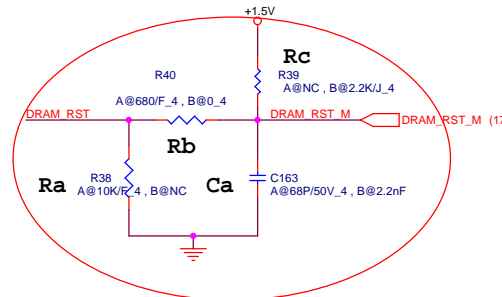 +1.5V
Rc
R40
R39
A@NC , B@2.2K/J_4
A@680/F_4 , B@0_4
DRAM_RST
DRAM_RST_M
DRAM_RST_M (17
Rb
Ra
R38
A@10K/F_4 , B@NC
Ca
C163
A@68P/50V_4 , B@2.2nF